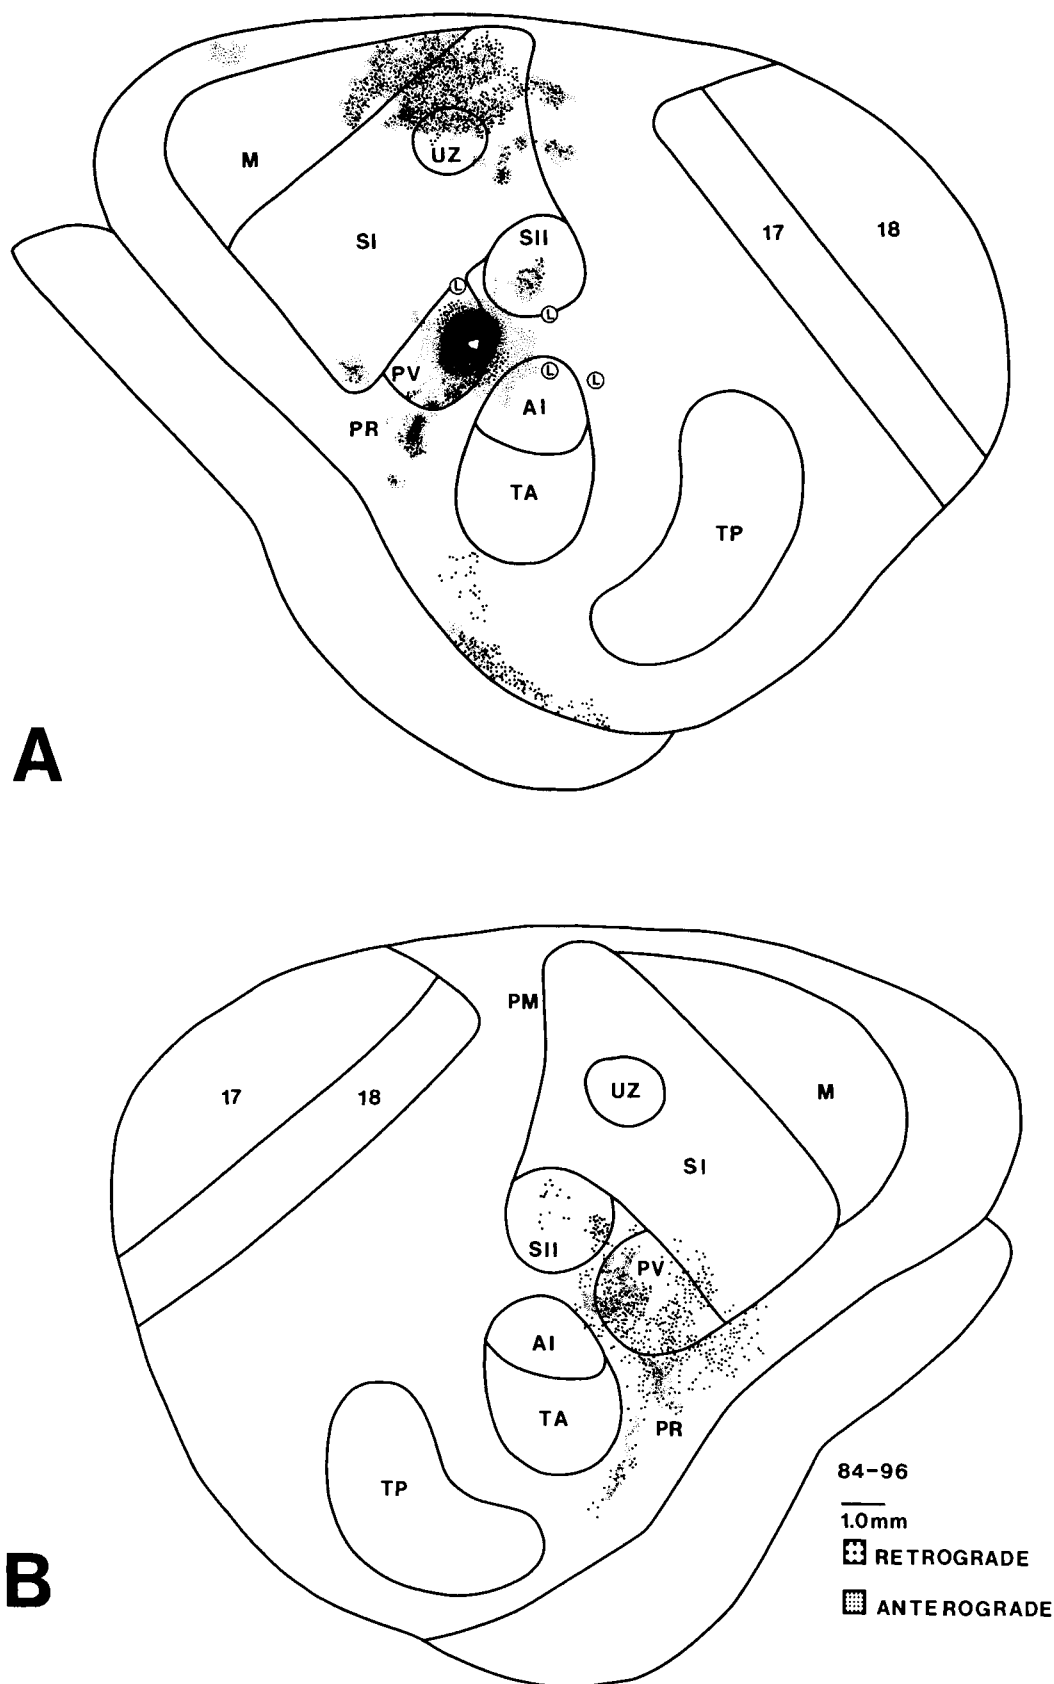 M
UZ
SI
SII
17
18
L
L
PV
L
L
AI
PR
TA
TP
A
PM
17
18
UZ
M
SI
SII
PV
AI
TA
PR
TP
84-96
1.0mm
RETROGRADE
ANTEROGRADE
B